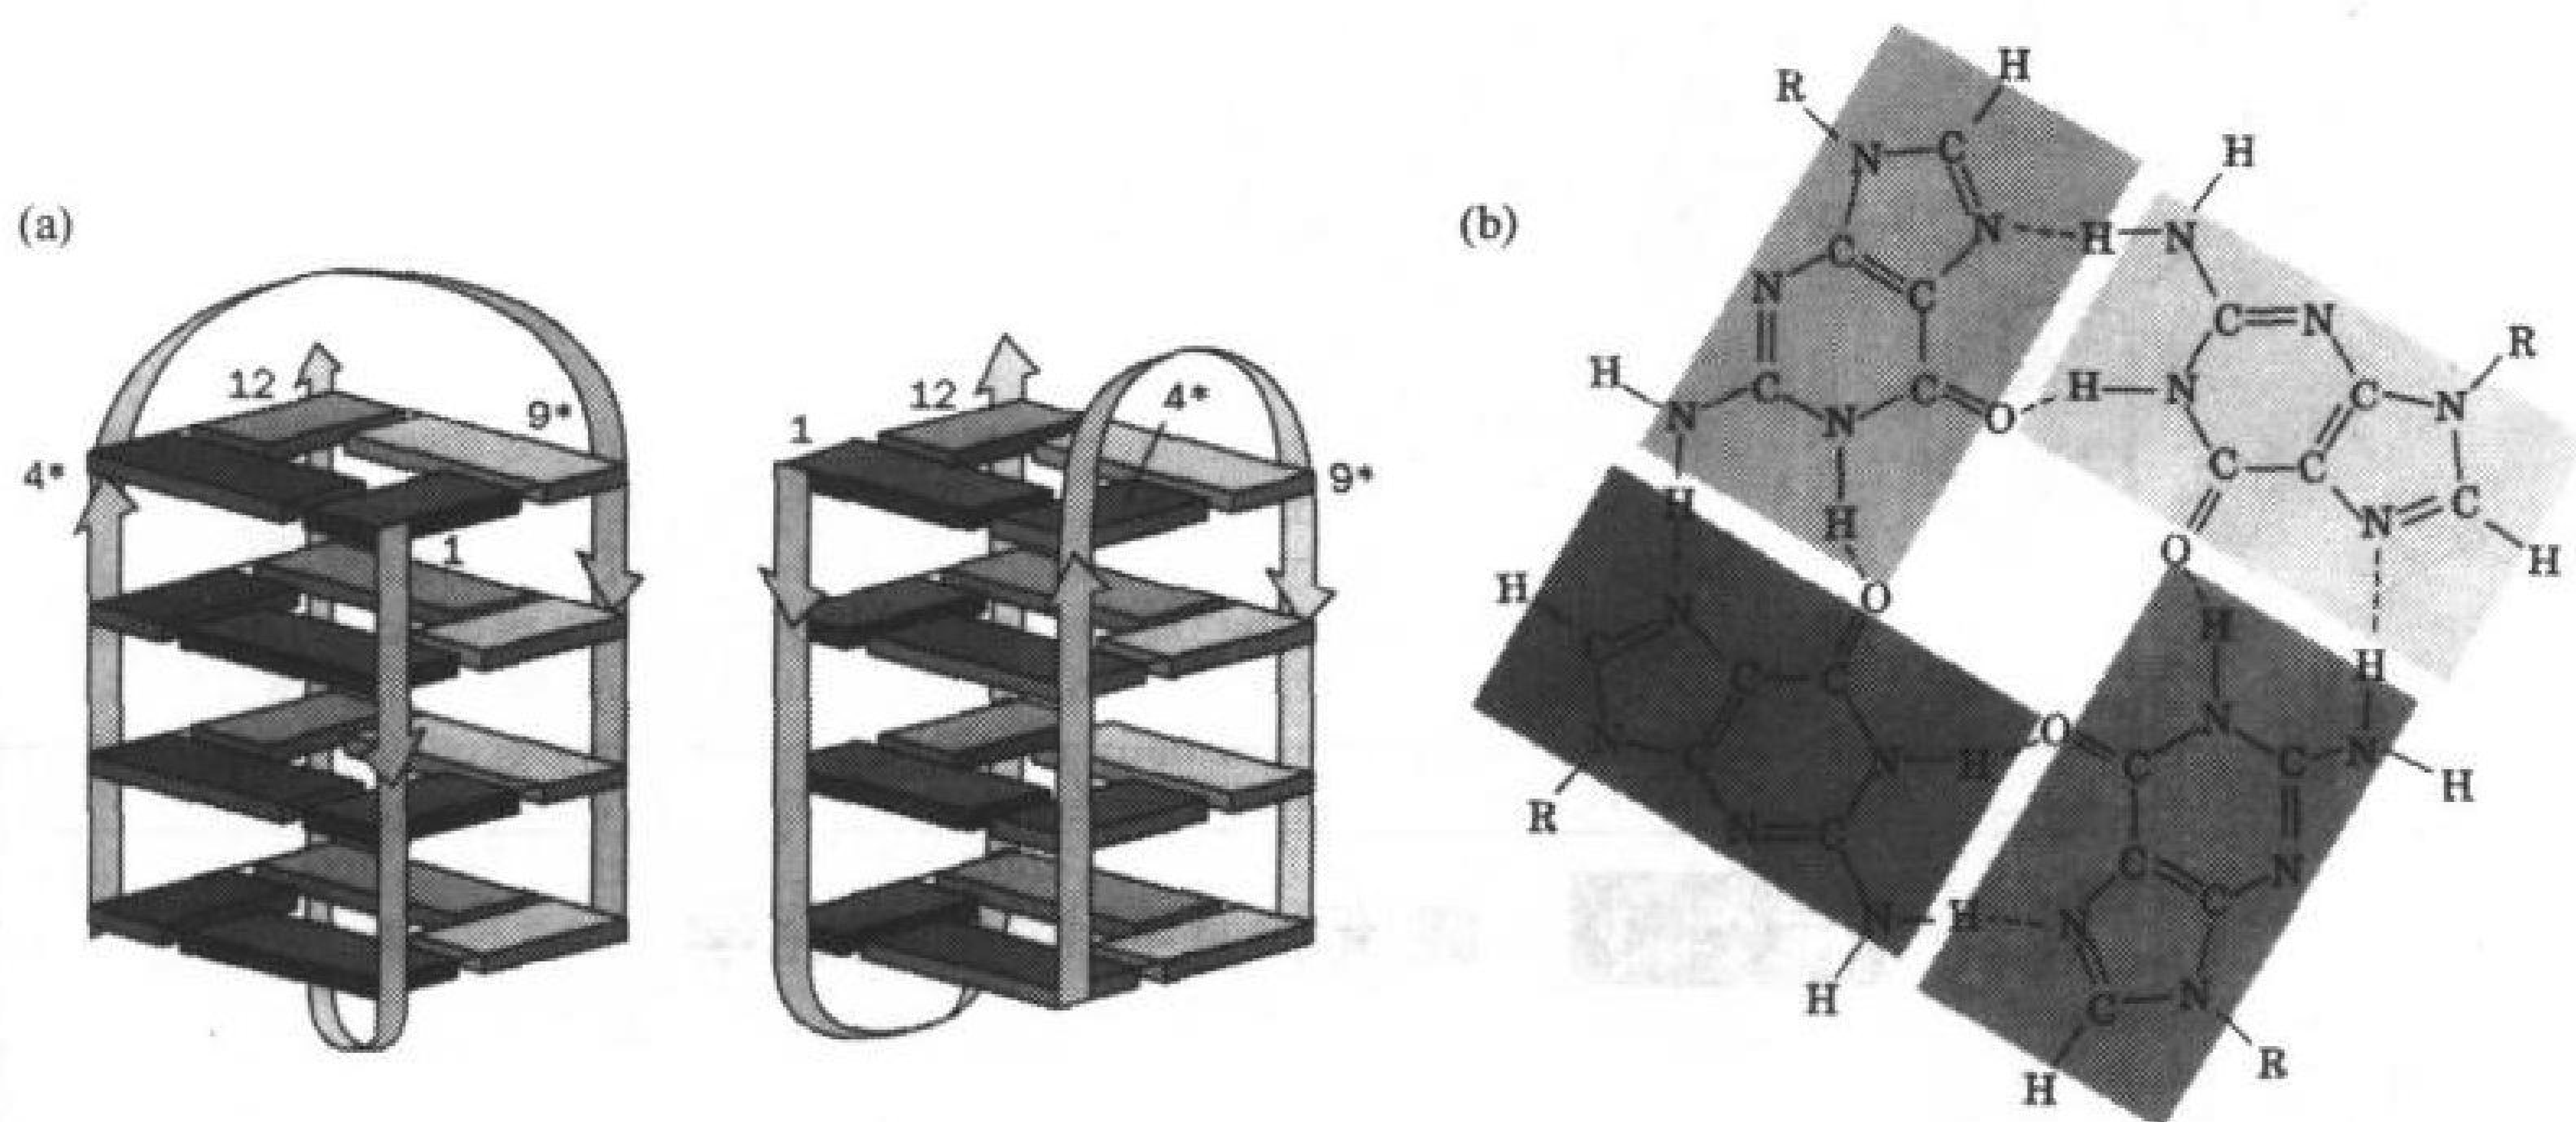 (a)
12
9*
4*
1
1
12
4*
9*
(b)
H
R
N C H
N H N
C
N C C N
R
H C C H N C N
N N O
C C
H H N C
O H
H N O H
C C C H
O N
N C N H C C N
H
R N C
C N
C
N H N
H C N
R
H